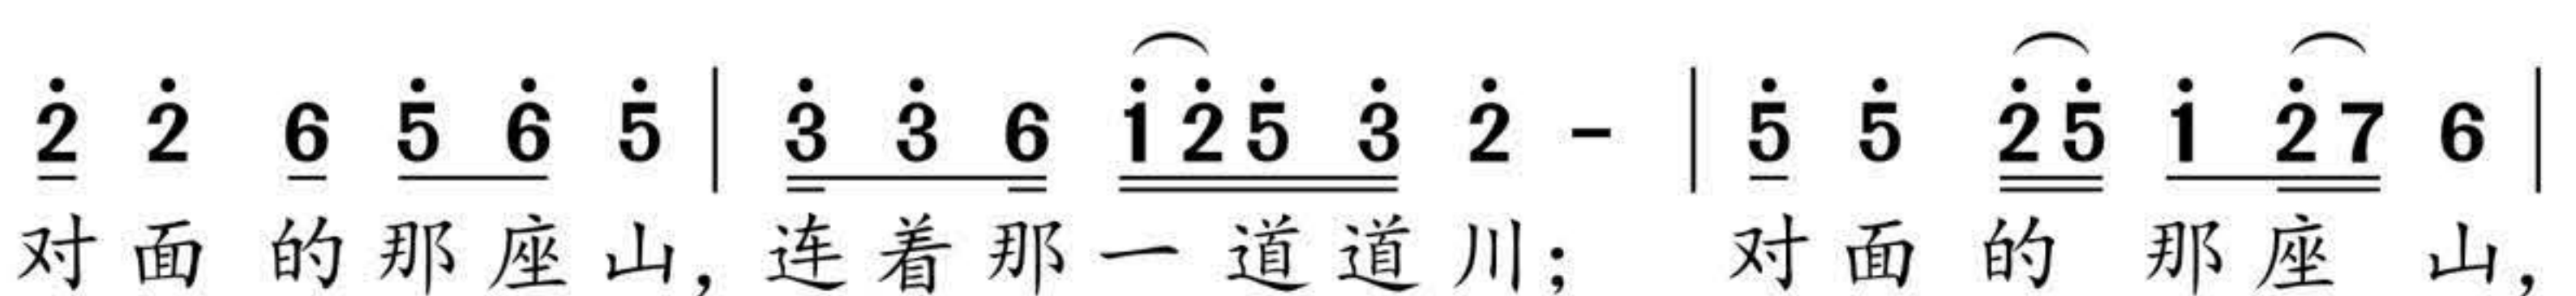 2̇ 2̇ 6 5̇ 6̇ 5̇ | 3̇ 3̇ 6 1̇ 2̇ 5̇ 3̇ 2̇ - | 5̇ 5̇ 2̇ 5̇ 1̇ 2̇ 7 6 |
对面的那座山，连着那一道道川；对面的那座山，